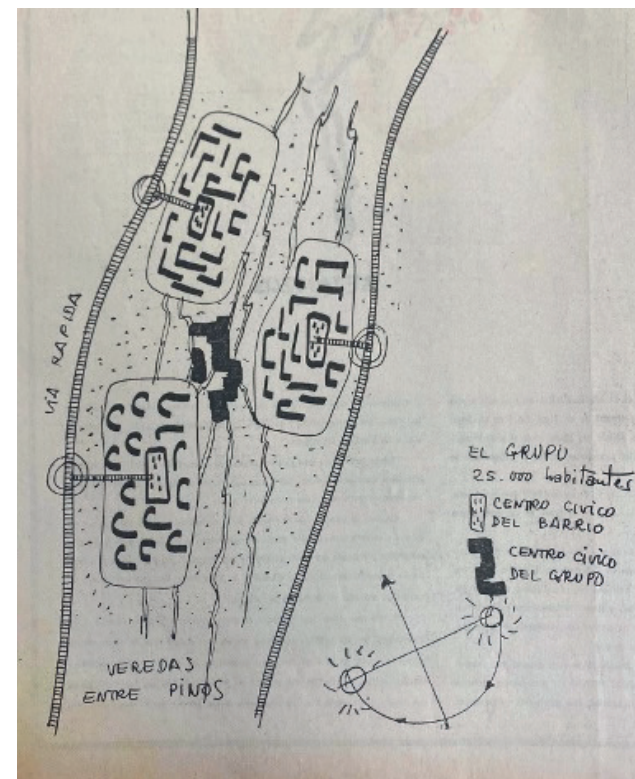 VIA RAPIDA
EL GRUPO
25.000 habitantes
CENTRO CIVICO
DEL BARRIO
CENTRO CIVICO
DEL GRUPO
VEREDAS
ENTRE PINOS